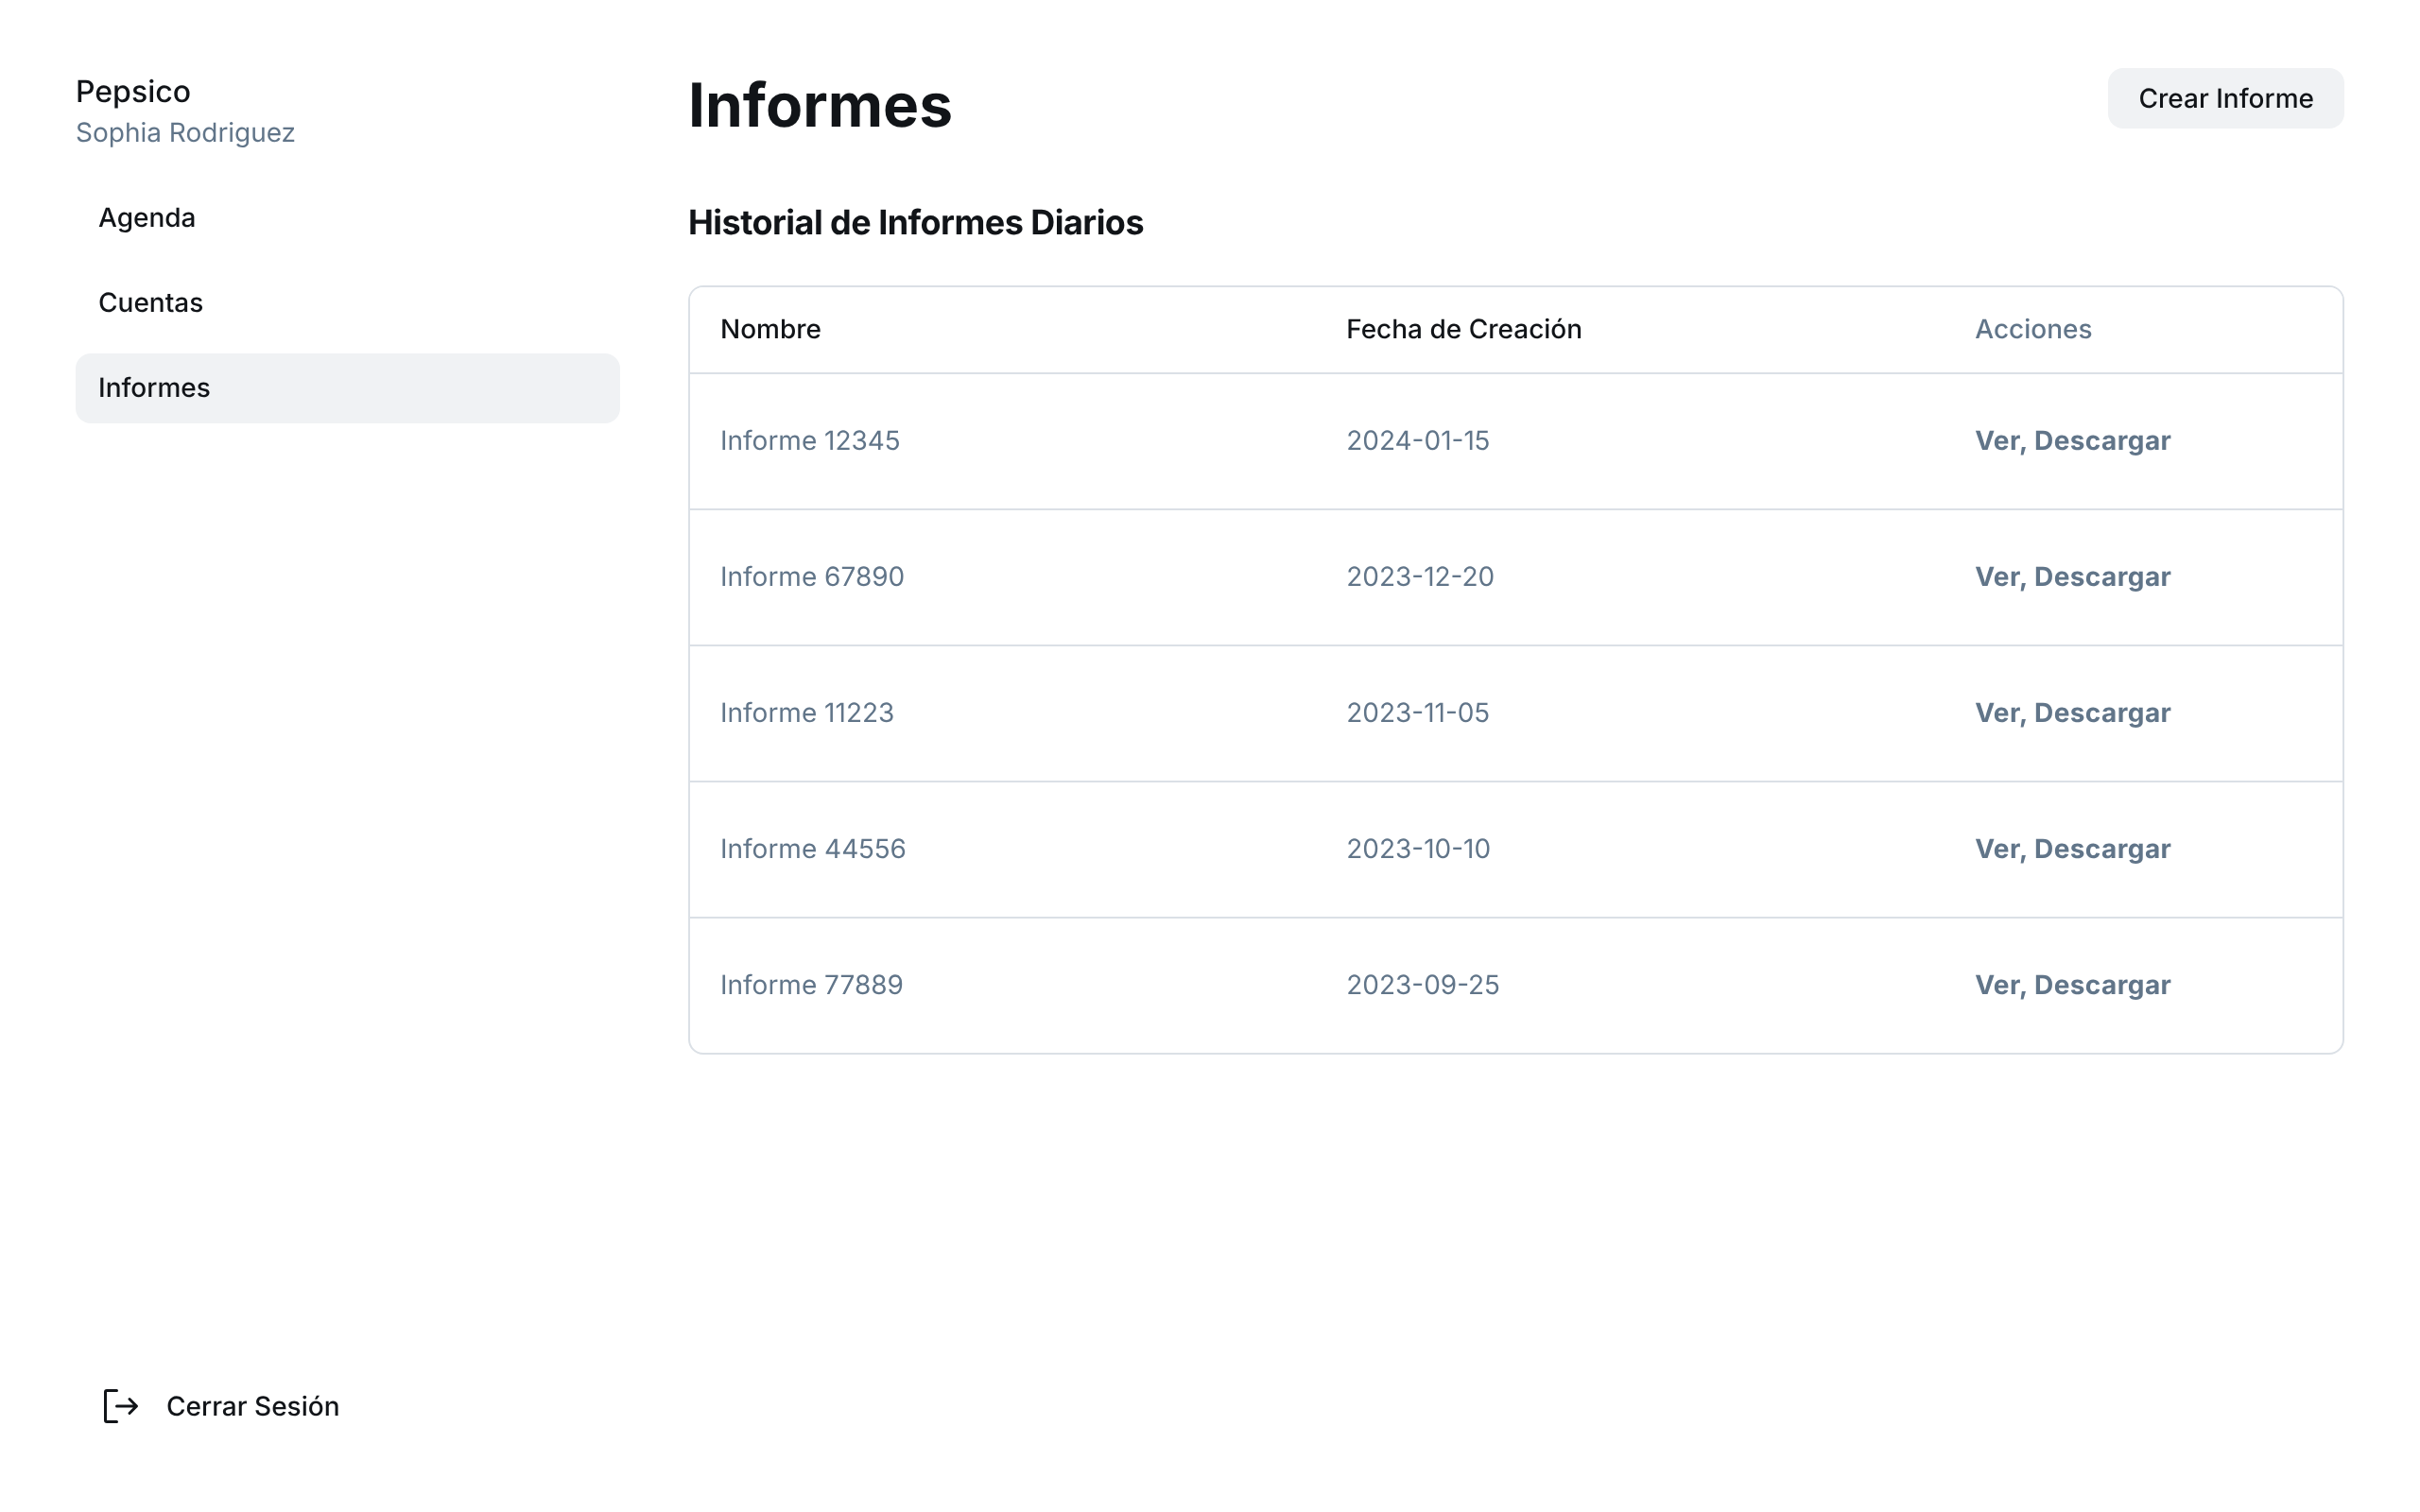 Pepsico
Sophia Rodriguez
Agenda
Cuentas
Informes
Cerrar Sesión
Informes
Crear Informe
Historial de Informes Diarios
Nombre Fecha de Creación Acciones
Informe 12345 2024-01-15 Ver, Descargar
Informe 67890 2023-12-20 Ver, Descargar
Informe 11223 2023-11-05 Ver, Descargar
Informe 44556 2023-10-10 Ver, Descargar
Informe 77889 2023-09-25 Ver, Descargar